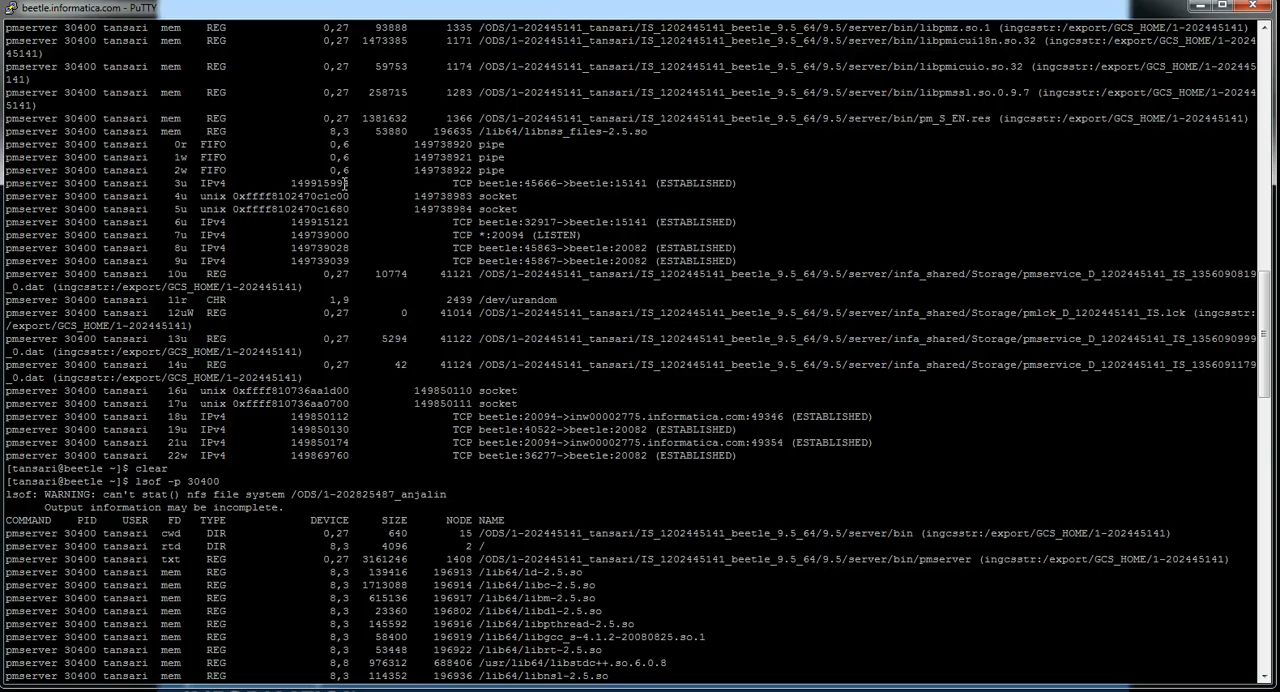 beetle.informatica.com - PuTTY
pmserver 30400 tansari  mem    REG               0,27    93888      1335 /ODS/1-202445141_tansari/IS_1202445141_beetle_9.5_64/9.5/server/bin/libpmz.so.1 (ingcsstr:/export/GCS_HOME/1-202445141)
pmserver 30400 tansari  mem    REG               0,27  1473385      1171 /ODS/1-202445141_tansari/IS_1202445141_beetle_9.5_64/9.5/server/bin/libpmicui18n.so.32 (ingcsstr:/export/GCS_HOME/1-2024
45141)
pmserver 30400 tansari  mem    REG               0,27    59753      1174 /ODS/1-202445141_tansari/IS_1202445141_beetle_9.5_64/9.5/server/bin/libpmicuio.so.32 (ingcsstr:/export/GCS_HOME/1-202445
141)
pmserver 30400 tansari  mem    REG               0,27   258715      1283 /ODS/1-202445141_tansari/IS_1202445141_beetle_9.5_64/9.5/server/bin/libpmssl.so.0.9.7 (ingcsstr:/export/GCS_HOME/1-20244
5141)
pmserver 30400 tansari  mem    REG               0,27  1381632      1366 /ODS/1-202445141_tansari/IS_1202445141_beetle_9.5_64/9.5/server/bin/pm_S_EN.res (ingcsstr:/export/GCS_HOME/1-202445141)
pmserver 30400 tansari  mem    REG                8,3    53880    196635 /lib64/libnss_files-2.5.so
pmserver 30400 tansari    0r  FIFO                0,6          149738920 pipe
pmserver 30400 tansari    1w  FIFO                0,6          149738921 pipe
pmserver 30400 tansari    2w  FIFO                0,6          149738922 pipe
pmserver 30400 tansari    3u  IPv4                             TCP beetle:45666->beetle:15141 (ESTABLISHED)
pmserver 30400 tansari    4u  unix 0xffff8102470c1c00          149738983 socket
pmserver 30400 tansari    5u  unix 0xffff8102470c1680          149738984 socket
pmserver 30400 tansari    6u  IPv4          149915121                TCP beetle:32917->beetle:15141 (ESTABLISHED)
pmserver 30400 tansari    7u  IPv4          149739000                TCP *:20094 (LISTEN)
pmserver 30400 tansari    8u  IPv4          149739028                TCP beetle:45863->beetle:20082 (ESTABLISHED)
pmserver 30400 tansari    9u  IPv4          149739039                TCP beetle:45867->beetle:20082 (ESTABLISHED)
pmserver 30400 tansari   10u   REG               0,27    10774     41121 /ODS/1-202445141_tansari/IS_1202445141_beetle_9.5_64/9.5/server/infa_shared/Storage/pmservice_D_1202445141_IS_1356090819
_0.dat (ingcsstr:/export/GCS_HOME/1-202445141)
pmserver 30400 tansari   11r   CHR                1,9               2439 /dev/urandom
pmserver 30400 tansari   12uW  REG               0,27        0     41014 /ODS/1-202445141_tansari/IS_1202445141_beetle_9.5_64/9.5/server/infa_shared/Storage/pmlck_D_1202445141_IS.lck (ingcsstr:
/export/GCS_HOME/1-202445141)
pmserver 30400 tansari   13u   REG               0,27     5294     41122 /ODS/1-202445141_tansari/IS_1202445141_beetle_9.5_64/9.5/server/infa_shared/Storage/pmservice_D_1202445141_IS_1356090999
_0.dat (ingcsstr:/export/GCS_HOME/1-202445141)
pmserver 30400 tansari   14u   REG               0,27       42     41124 /ODS/1-202445141_tansari/IS_1202445141_beetle_9.5_64/9.5/server/infa_shared/Storage/pmservice_D_1202445141_IS_1356091179
_0.dat (ingcsstr:/export/GCS_HOME/1-202445141)
pmserver 30400 tansari   16u  unix 0xffff810736aa1d00          149850110 socket
pmserver 30400 tansari   17u  unix 0xffff810736aa0700          149850111 socket
pmserver 30400 tansari   18u  IPv4          149850112                TCP beetle:20094->inw00002775.informatica.com:49346 (ESTABLISHED)
pmserver 30400 tansari   19u  IPv4          149850130                TCP beetle:40522->beetle:20082 (ESTABLISHED)
pmserver 30400 tansari   21u  IPv4          149850174                TCP beetle:20094->inw00002775.informatica.com:49354 (ESTABLISHED)
pmserver 30400 tansari   22w  IPv4          149869760                TCP beetle:36277->beetle:20082 (ESTABLISHED)
[tansari@beetle ~]$ clear
[tansari@beetle ~]$ lsof -p 30400
lsof: WARNING: can't stat() nfs file system /ODS/1-202825487_anjalin
      Output information may be incomplete.
COMMAND    PID    USER   FD   TYPE             DEVICE     SIZE      NODE NAME
pmserver 30400 tansari  cwd    DIR               0,27      640        15 /ODS/1-202445141_tansari/IS_1202445141_beetle_9.5_64/9.5/server/bin (ingcsstr:/export/GCS_HOME/1-202445141)
pmserver 30400 tansari  rtd    DIR                8,3     4096         2 /
pmserver 30400 tansari  txt    REG               0,27  3161246      1408 /ODS/1-202445141_tansari/IS_1202445141_beetle_9.5_64/9.5/server/bin/pmserver (ingcsstr:/export/GCS_HOME/1-202445141)
pmserver 30400 tansari  mem    REG                8,3   139416    196913 /lib64/ld-2.5.so
pmserver 30400 tansari  mem    REG                8,3  1713088    196914 /lib64/libc-2.5.so
pmserver 30400 tansari  mem    REG                8,3   615136    196917 /lib64/libm-2.5.so
pmserver 30400 tansari  mem    REG                8,3    23360    196802 /lib64/libdl-2.5.so
pmserver 30400 tansari  mem    REG                8,3   145592    196916 /lib64/libpthread-2.5.so
pmserver 30400 tansari  mem    REG                8,3    58400    196919 /lib64/libgcc_s-4.1.2-20080825.so.1
pmserver 30400 tansari  mem    REG                8,3    53448    196922 /lib64/librt-2.5.so
pmserver 30400 tansari  mem    REG                8,8   976312    688406 /usr/lib64/libstdc++.so.6.0.8
pmserver 30400 tansari  mem    REG                8,3   114352    196936 /lib64/libnsl-2.5.so